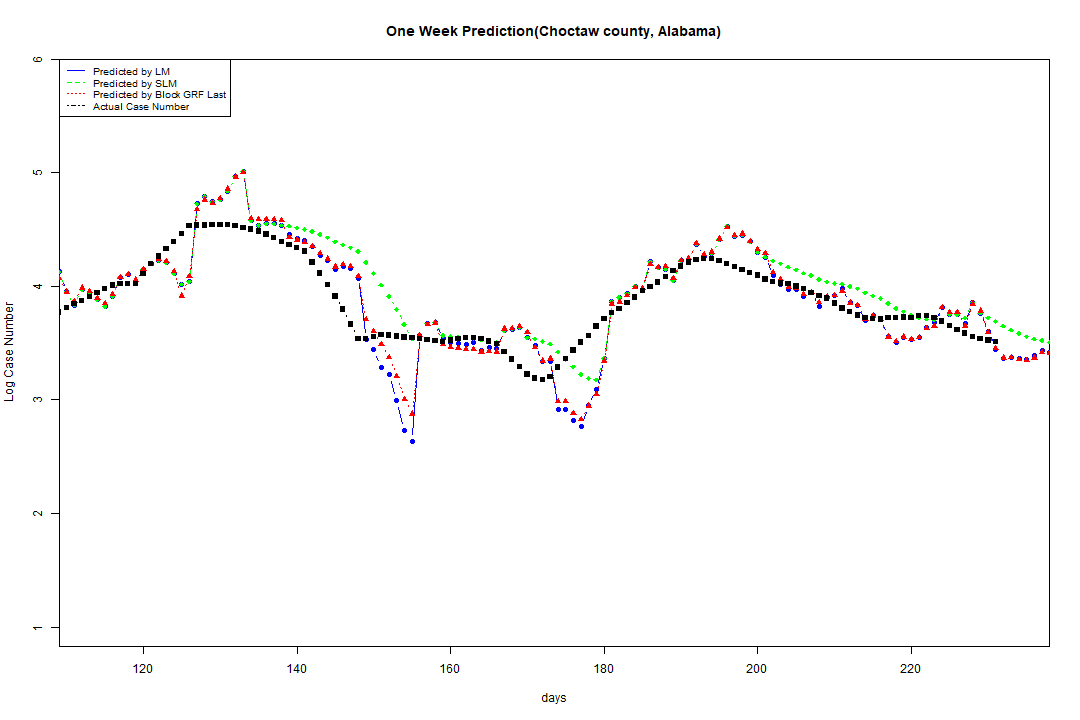 One Week Prediction(Choctaw county, Alabama)
Predicted by LM
Predicted by SLM
Predicted by Block GRF Last
Actual Case Number
6
5
4
3
2
1
Log Case Number
120 140 160 180 200 220
days